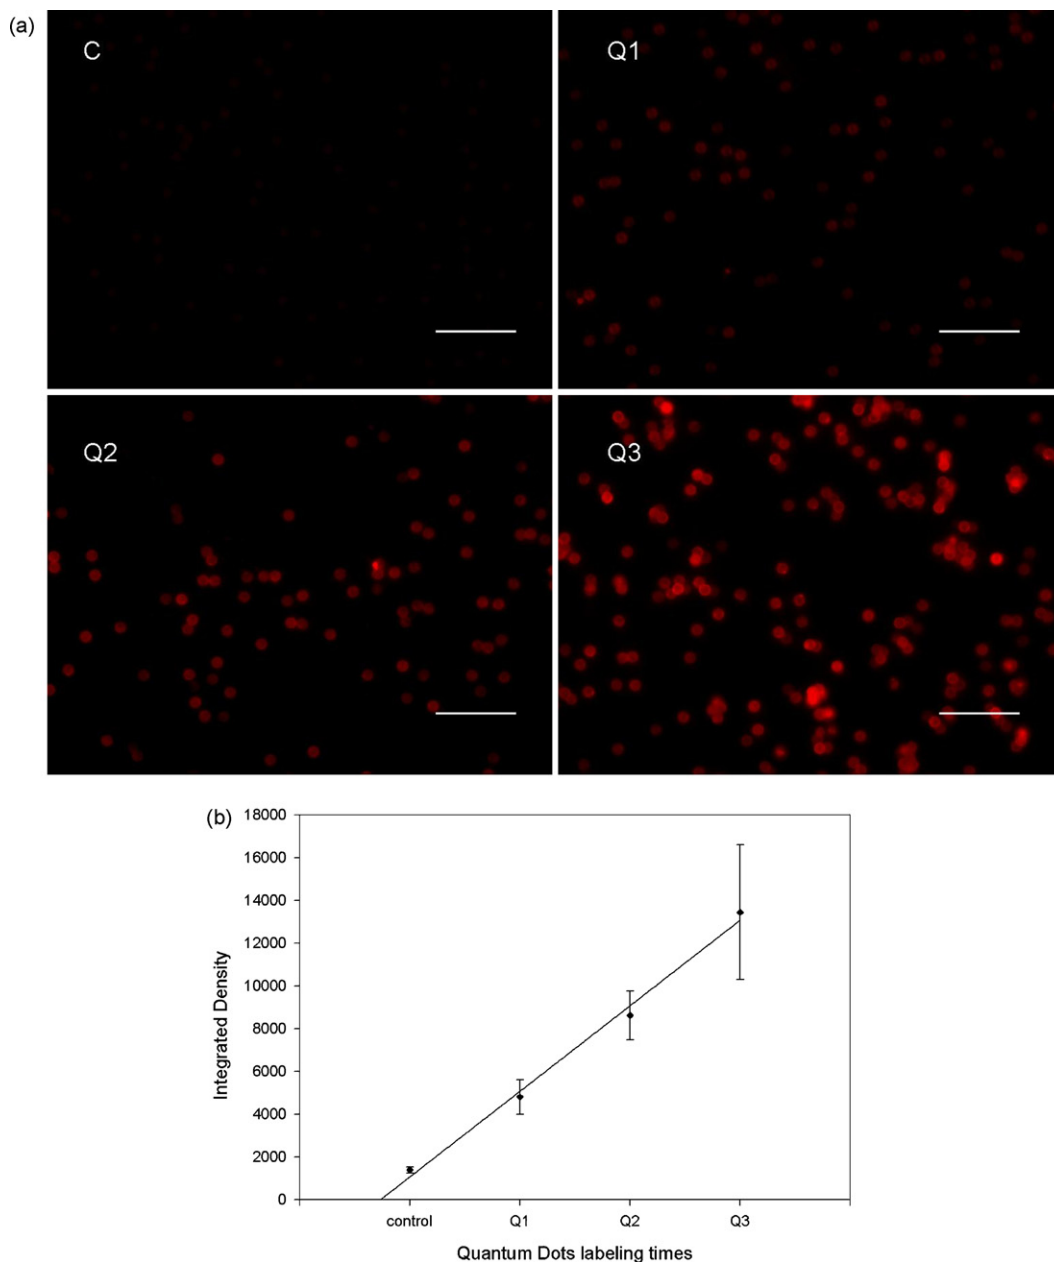 (a)
C
Q1
Q2
Q3
(b)
18000
16000
14000
12000
10000
8000
6000
4000
2000
0
Integrated Density
control Q1 Q2 Q3
Quantum Dots labeling times